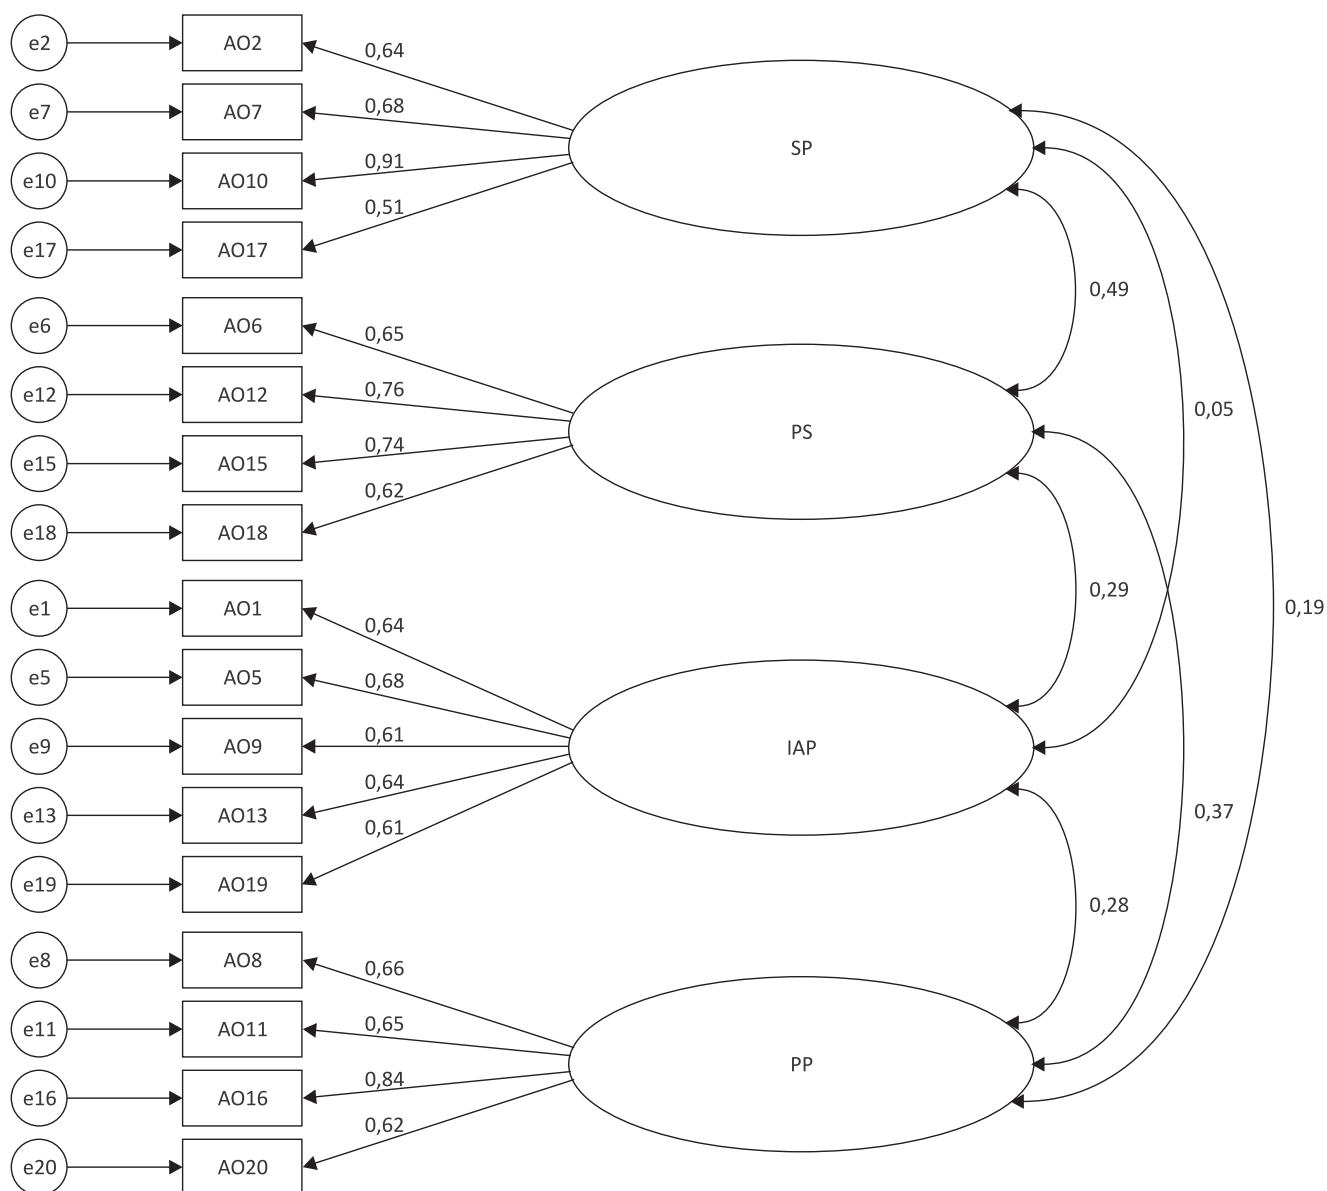 e2 AO2 0,64
e7 AO7 0,68
SP
e10 AO10 0,91
e17 AO17 0,51
0,49
e6 AO6 0,65
e12 AO12 0,76
0,05
PS
e15 AO15 0,74
e18 AO18 0,62
0,29
e1 AO1 0,64
0,19
e5 AO5 0,68
e9 AO9 0,61
IAP
e13 AO13 0,64
0,37
e19 AO19 0,61
0,28
e8 AO8 0,66
e11 AO11 0,65
PP
e16 AO16 0,84
e20 AO20 0,62